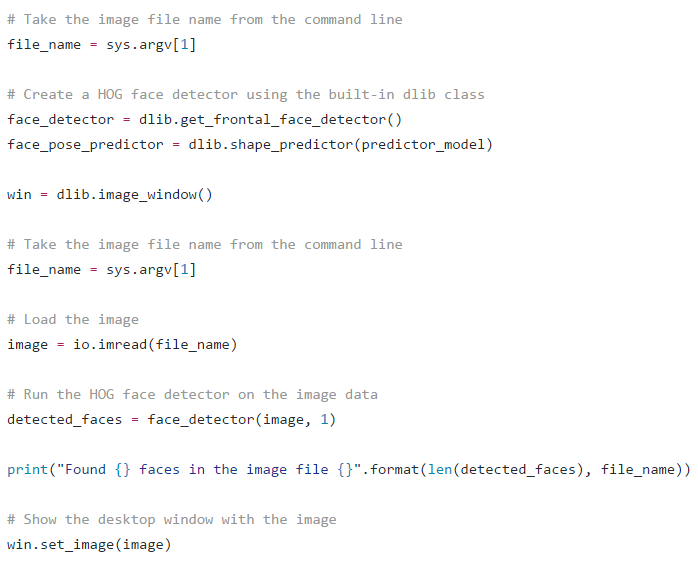 # Take the image file name from the command line
file_name = sys.argv[1]
# Create a HOG face detector using the built-in dlib class
face_detector = dlib.get_frontal_face_detector()
face_pose_predictor = dlib.shape_predictor(predictor_model)
win = dlib.image_window()
# Take the image file name from the command line
file_name = sys.argv[1]
# Load the image
image = io.imread(file_name)
# Run the HOG face detector on the image data
detected_faces = face_detector(image, 1)
print("Found {} faces in the image file {}".format(len(detected_faces), file_name))
# Show the desktop window with the image
win.set_image(image)